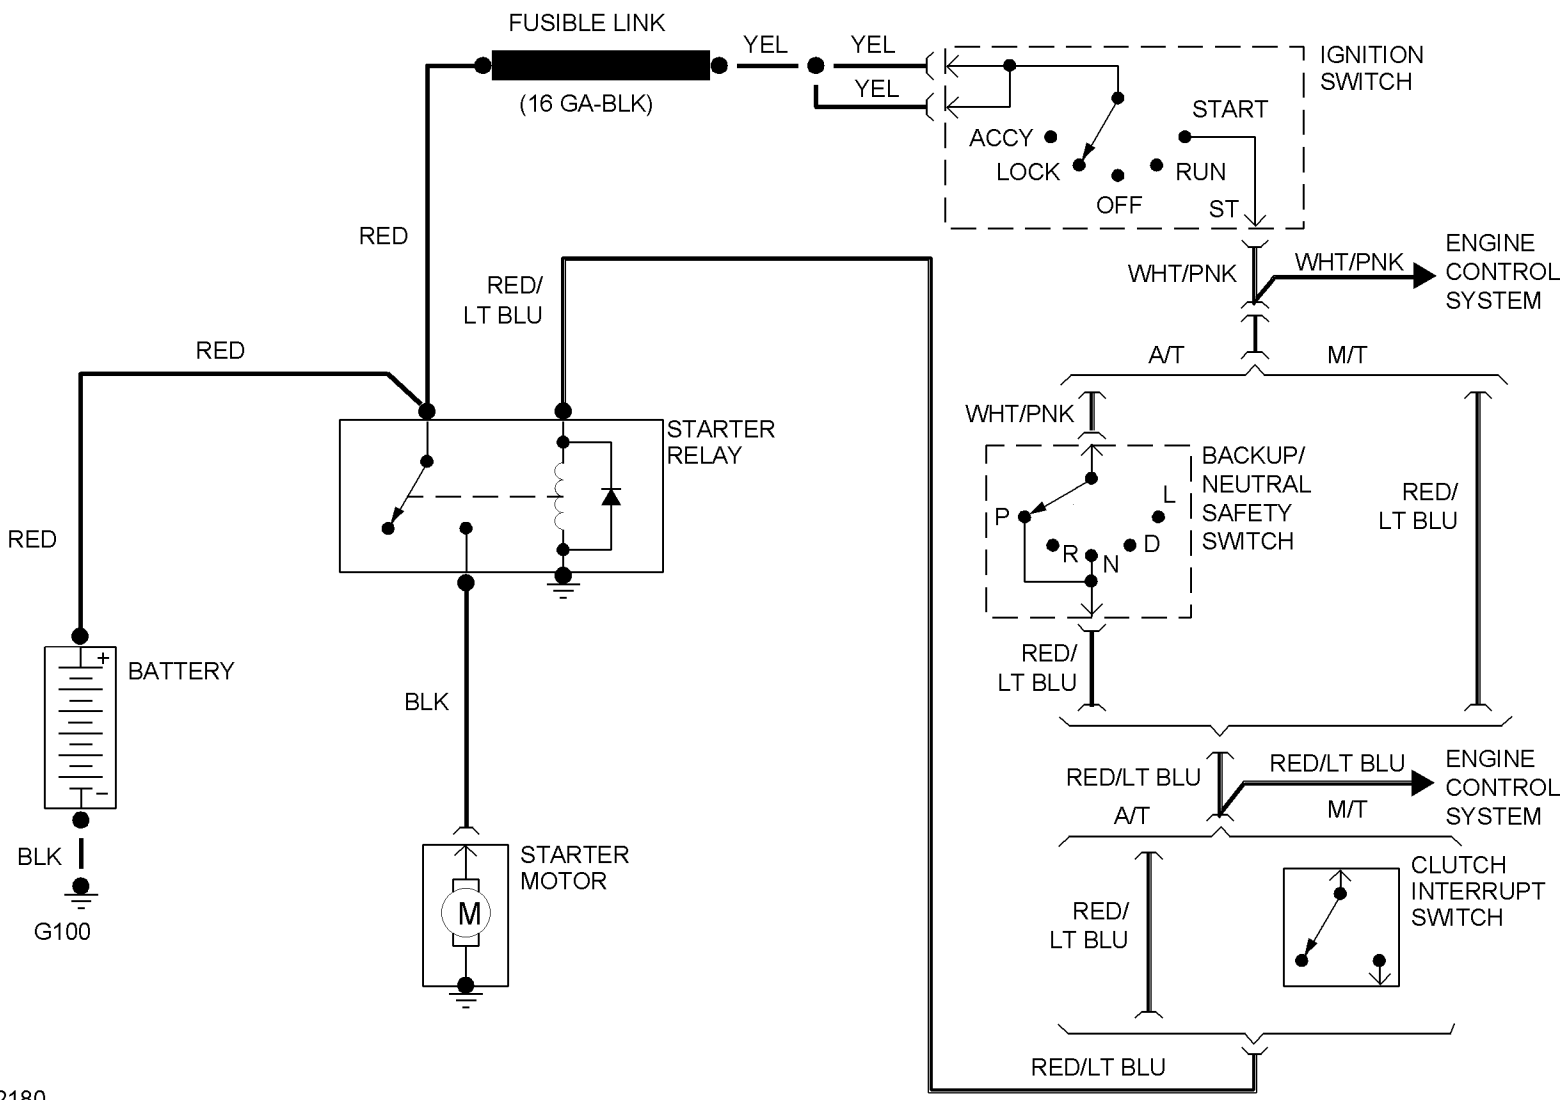 FUSIBLE LINK
(16 GA-BLK)
YEL
YEL
YEL
IGNITION
SWITCH
START
ACCY
LOCK
RUN
OFF
ST
RED
WHT/PNK
WHT/PNK
ENGINE
CONTROL
SYSTEM
RED/
LT BLU
RED
A/T
M/T
WHT/PNK
STARTER
RELAY
BACKUP/
NEUTRAL
SAFETY
SWITCH
P
R
N
D
L
RED/
LT BLU
RED
+
−
BATTERY
RED/
LT BLU
BLK
RED/LT BLU
RED/LT BLU
ENGINE
CONTROL
SYSTEM
A/T
M/T
BLK
G100
STARTER
MOTOR
M
CLUTCH
INTERRUPT
SWITCH
RED/
LT BLU
RED/LT BLU